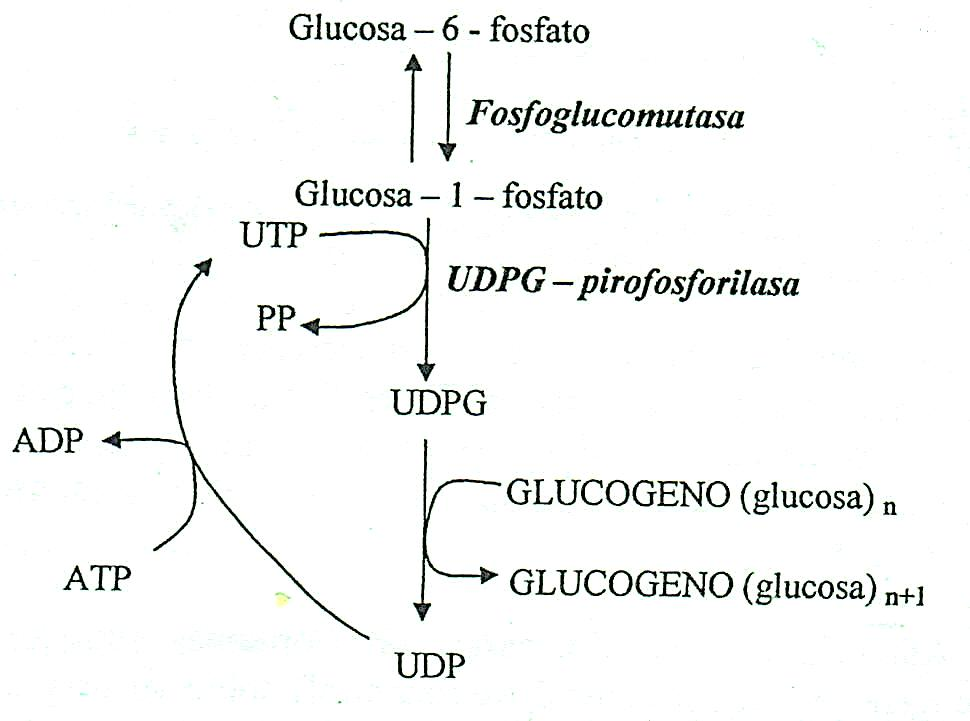 Glucosa – 6 - fosfato
Fosfoglucomutasa
Glucosa – 1 – fosfato
UTP
UDPG – pirofosforilasa
PP
UDPG
ADP
GLUCOGENO (glucosa) n
ATP
GLUCOGENO (glucosa) n+1
UDP